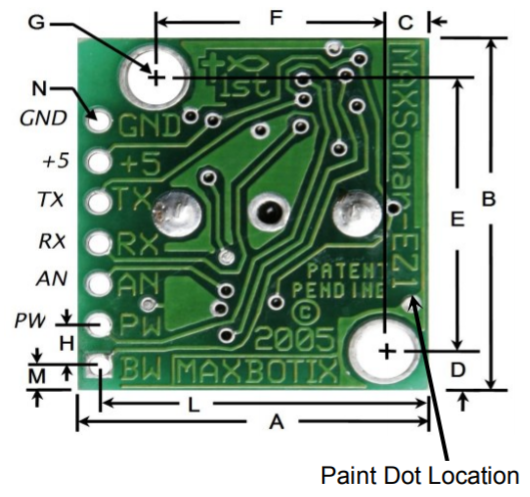 F
C
G
N
GND
+5
TX
RX
AN
PW
H
M
GND
+5
TX
RX
AN
PW
BW
1st
MAXSonar-EZ1
PATENT
PENDING
©
2005
MAXBOTIX
B
E
D
L
A
Paint Dot Location